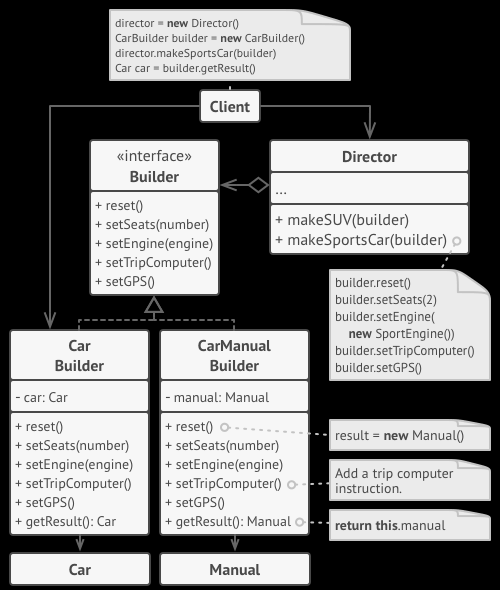 director = new Director()
CarBuilder builder = new CarBuilder()
director.makeSportsCar(builder)
Car car = builder.getResult()
Client
«interface»
Builder
+ reset()
+ setSeats(number)
+ setEngine(engine)
+ setTripComputer()
+ setGPS()
Director
...
+ makeSUV(builder)
+ makeSportsCar(builder)
builder.reset()
builder.setSeats(2)
builder.setEngine(
new SportEngine())
builder.setTripComputer()
builder.setGPS()
Car
Builder
- car: Car
+ reset()
+ setSeats(number)
+ setEngine(engine)
+ setTripComputer()
+ setGPS()
+ getResult(): Car
Car
CarManual
Builder
- manual: Manual
+ reset()
+ setSeats(number)
+ setEngine(engine)
+ setTripComputer()
+ setGPS()
+ getResult(): Manual
Manual
result = new Manual()
Add a trip computer
instruction.
return this.manual